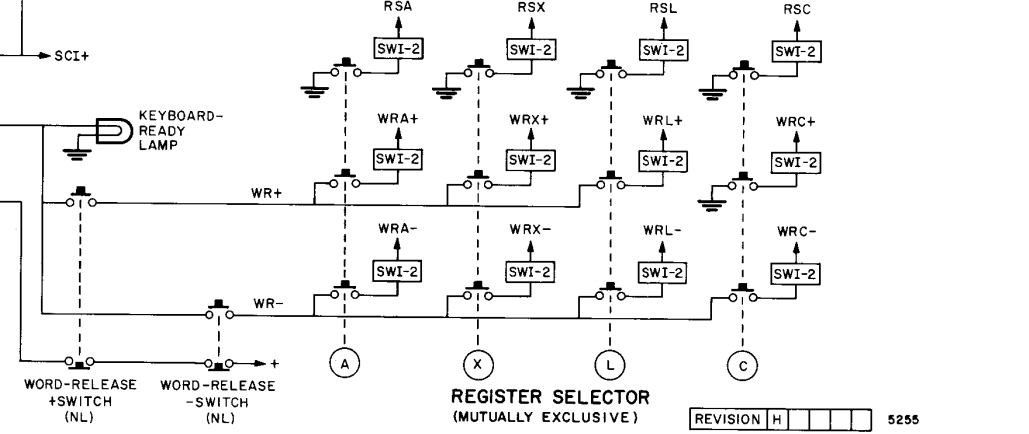 RSA RSX RSL RSC
SWI-2 SWI-2 SWI-2 SWI-2
SCI+
KEYBOARD-
READY
LAMP
WRA+ WRX+ WRL+ WRC+
SWI-2 SWI-2 SWI-2 SWI-2
WR+
WRA- WRX- WRL- WRC-
SWI-2 SWI-2 SWI-2 SWI-2
WR-
+
A X L C
WORD-RELEASE
+SWITCH
(NL)
WORD-RELEASE
-SWITCH
(NL)
REGISTER SELECTOR
(MUTUALLY EXCLUSIVE)
REVISION H
5255